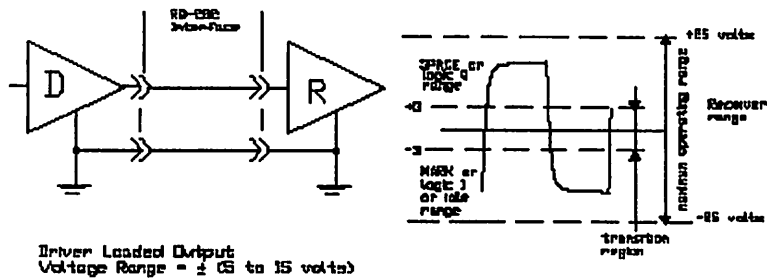 RS-232
Interface
D
R
Driver Loaded Output
Voltage Range = ± (5 to 15 volts)
+25 volts
SPACE or
logic 0
range
+3
-3
MARK or
logic 1
or idle
range
Receiver
range
maximum operating range
-25 volts
transition
region